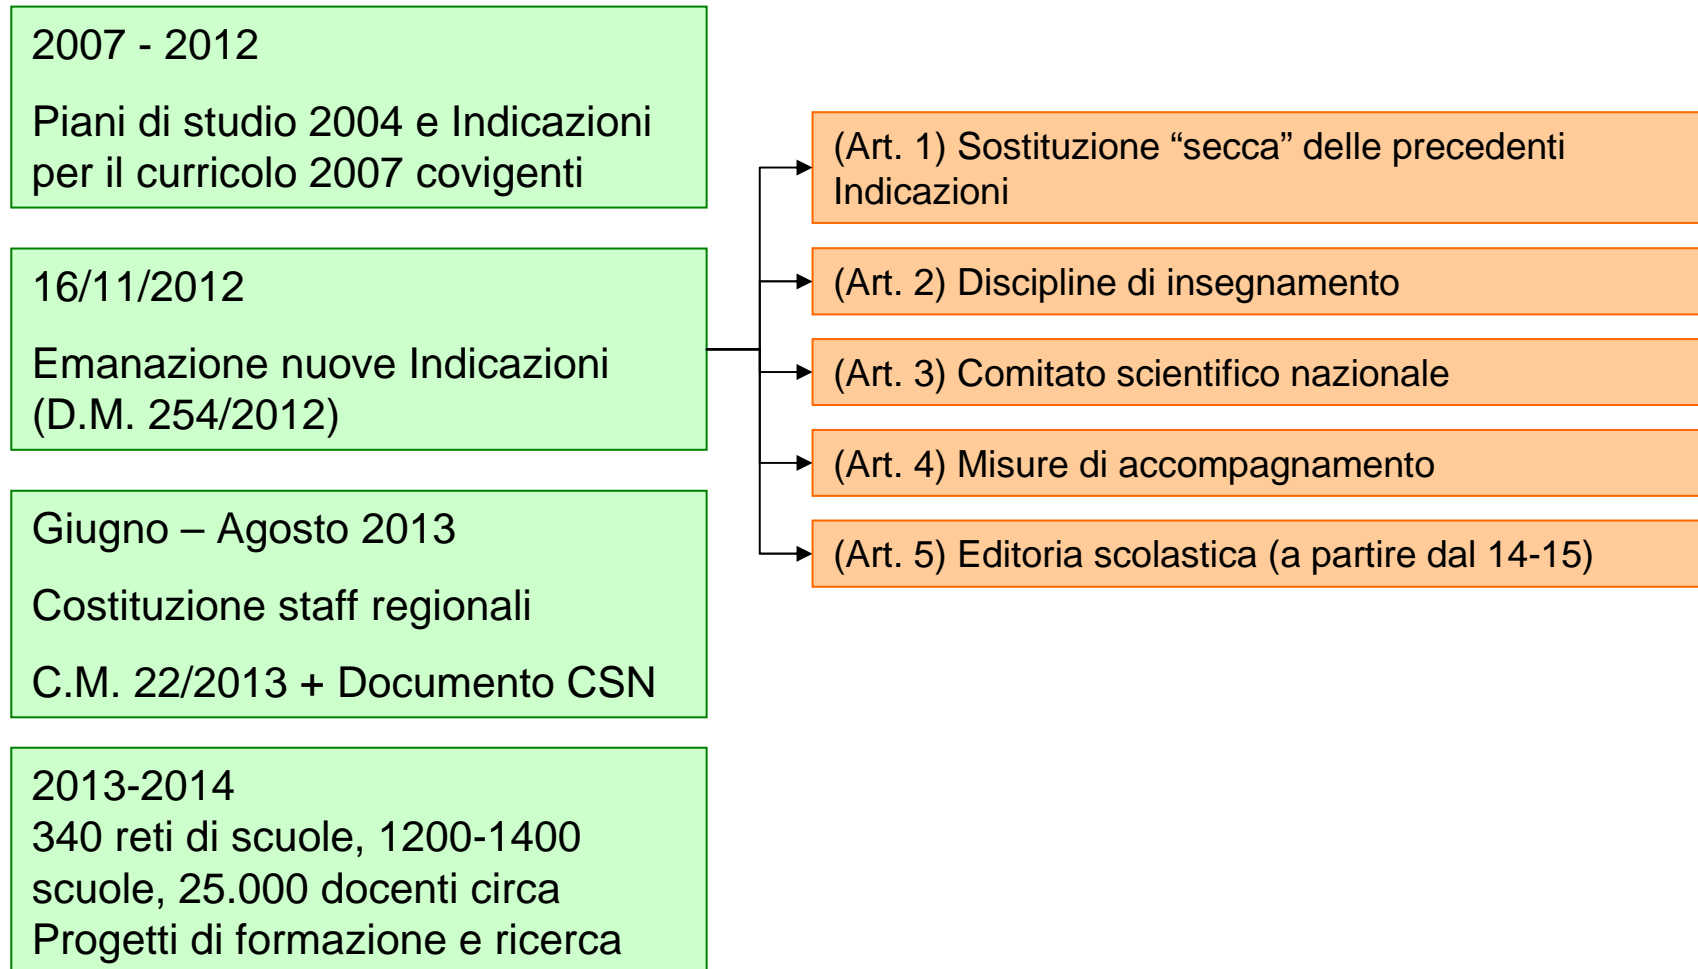 2007 - 2012
Piani di studio 2004 e Indicazioni
per il curricolo 2007 covigenti
16/11/2012
Emanazione nuove Indicazioni
(D.M. 254/2012)
Giugno – Agosto 2013
Costituzione staff regionali
C.M. 22/2013 + Documento CSN
2013-2014
340 reti di scuole, 1200-1400
scuole, 25.000 docenti circa
Progetti di formazione e ricerca
(Art. 1) Sostituzione “secca” delle precedenti
Indicazioni
(Art. 2) Discipline di insegnamento
(Art. 3) Comitato scientifico nazionale
(Art. 4) Misure di accompagnamento
(Art. 5) Editoria scolastica (a partire dal 14-15)